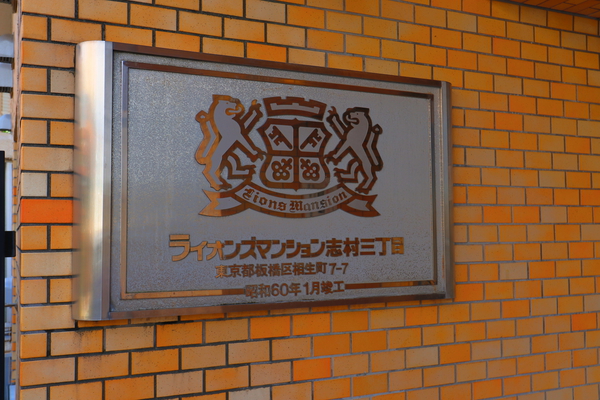 Lions Mansion
ライオンズマンション志村三丁目
東京都板橋区相生町7-7
昭和60年1月竣工